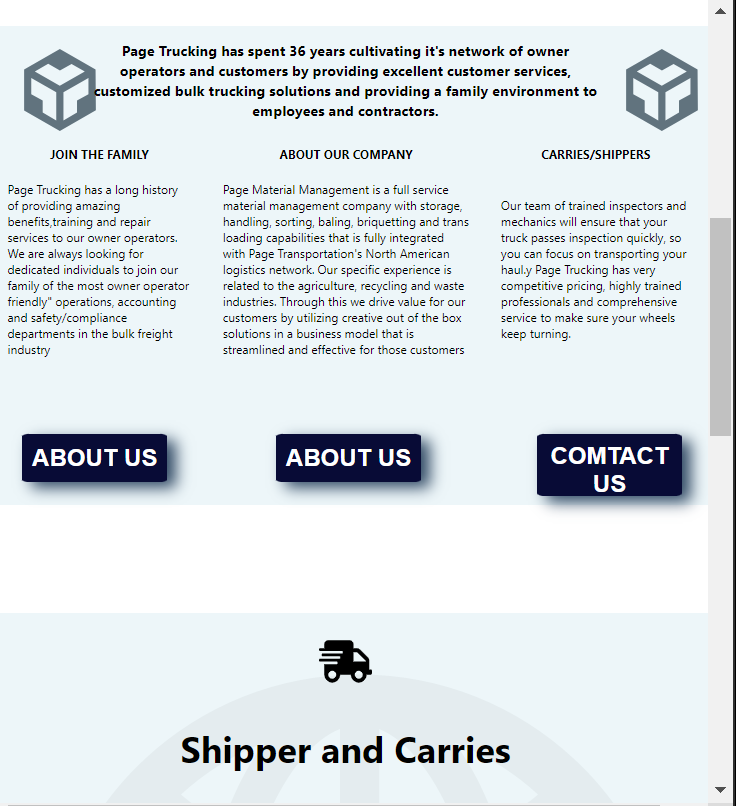 Page Trucking has spent 36 years cultivating it's network of owner
operators and customers by providing excellent customer services,
customized bulk trucking solutions and providing a family environment to
employees and contractors.
JOIN THE FAMILY
Page Trucking has a long history
of providing amazing
benefits,training and repair
services to our owner operators.
We are always looking for
dedicated individuals to join our
family of the most owner operator
friendly" operations, accounting
and safety/compliance
departments in the bulk freight
industry
ABOUT US
ABOUT OUR COMPANY
Page Material Management is a full service
material management company with storage,
handling, sorting, baling, briquetting and trans
loading capabilities that is fully integrated
with Page Transportation's North American
logistics network. Our specific experience is
related to the agriculture, recycling and waste
industries. Through this we drive value for our
customers by utilizing creative out of the box
solutions in a business model that is
streamlined and effective for those customers
ABOUT US
CARRIES/SHIPPERS
Our team of trained inspectors and
mechanics will ensure that your
truck passes inspection quickly, so
you can focus on transporting your
haul.y Page Trucking has very
competitive pricing, highly trained
professionals and comprehensive
service to make sure your wheels
keep turning.
COMTACT
US
Shipper and Carries